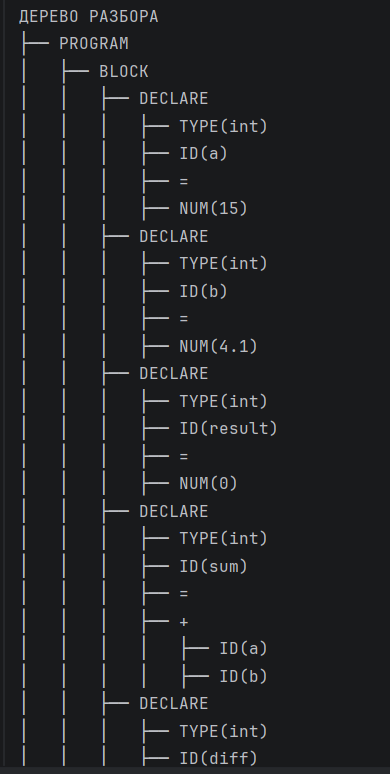 ДЕРЕВО РАЗБОРА
├── PROGRAM
│   ├── BLOCK
│   │   ├── DECLARE
│   │   │   ├── TYPE(int)
│   │   │   ├── ID(a)
│   │   │   ├── =
│   │   │   ├── NUM(15)
│   │   ├── DECLARE
│   │   │   ├── TYPE(int)
│   │   │   ├── ID(b)
│   │   │   ├── =
│   │   │   ├── NUM(4.1)
│   │   ├── DECLARE
│   │   │   ├── TYPE(int)
│   │   │   ├── ID(result)
│   │   │   ├── =
│   │   │   ├── NUM(0)
│   │   ├── DECLARE
│   │   │   ├── TYPE(int)
│   │   │   ├── ID(sum)
│   │   │   ├── =
│   │   │   ├── +
│   │   │   │   ├── ID(a)
│   │   │   │   ├── ID(b)
│   │   ├── DECLARE
│   │   │   ├── TYPE(int)
│   │   │   ├── ID(diff)